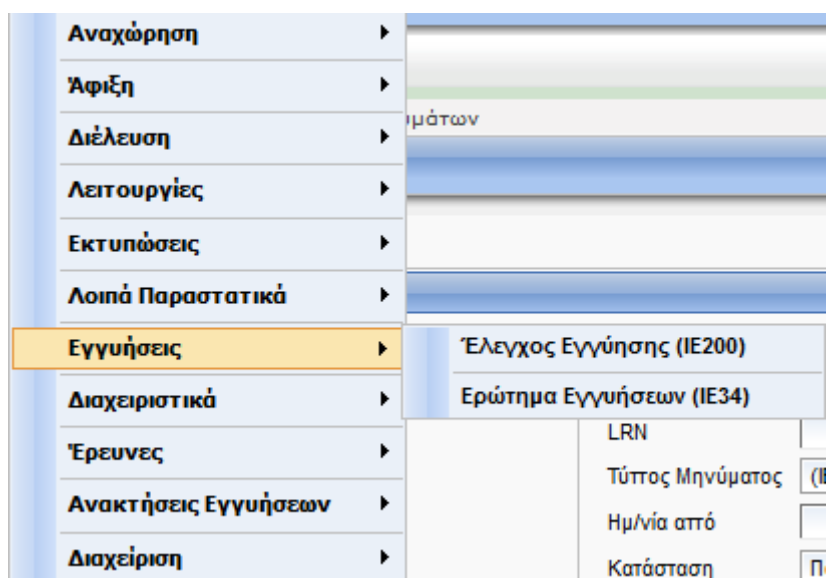 Αναχώρηση
Άφιξη
Διέλευση
Λειτουργίες
Εκτυπώσεις
Λοιπά Παραστατικά
Εγγυήσεις
Έλεγχος Εγγύησης (IE200)
Ερώτημα Εγγυήσεων (IE34)
Διαχειριστικά
Έρευνες
Ανακτήσεις Εγγυήσεων
Διαχείριση
LRN
Τύπος Μηνύματος
Ημ/νία από
Κατάσταση